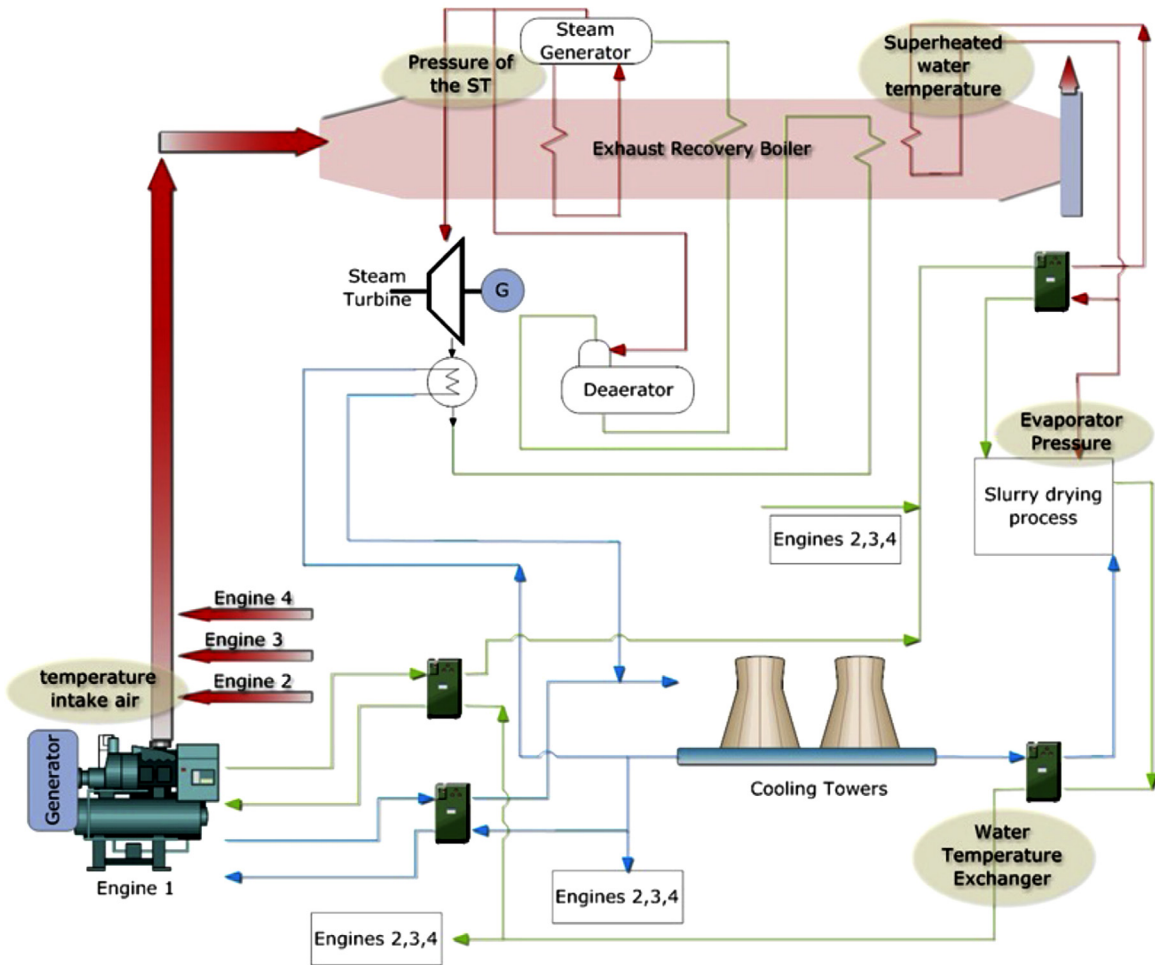 Steam
Generator
Pressure of
the ST
Superheated
water
temperature
Exhaust Recovery Boiler
Steam
Turbine
G
Deaerator
Evaporator
Pressure
Slurry drying
process
Engines 2,3,4
Engine 4
Engine 3
Engine 2
temperature
intake air
Generator
Cooling Towers
Water
Temperature
Exchanger
Engine 1
Engines 2,3,4
Engines 2,3,4